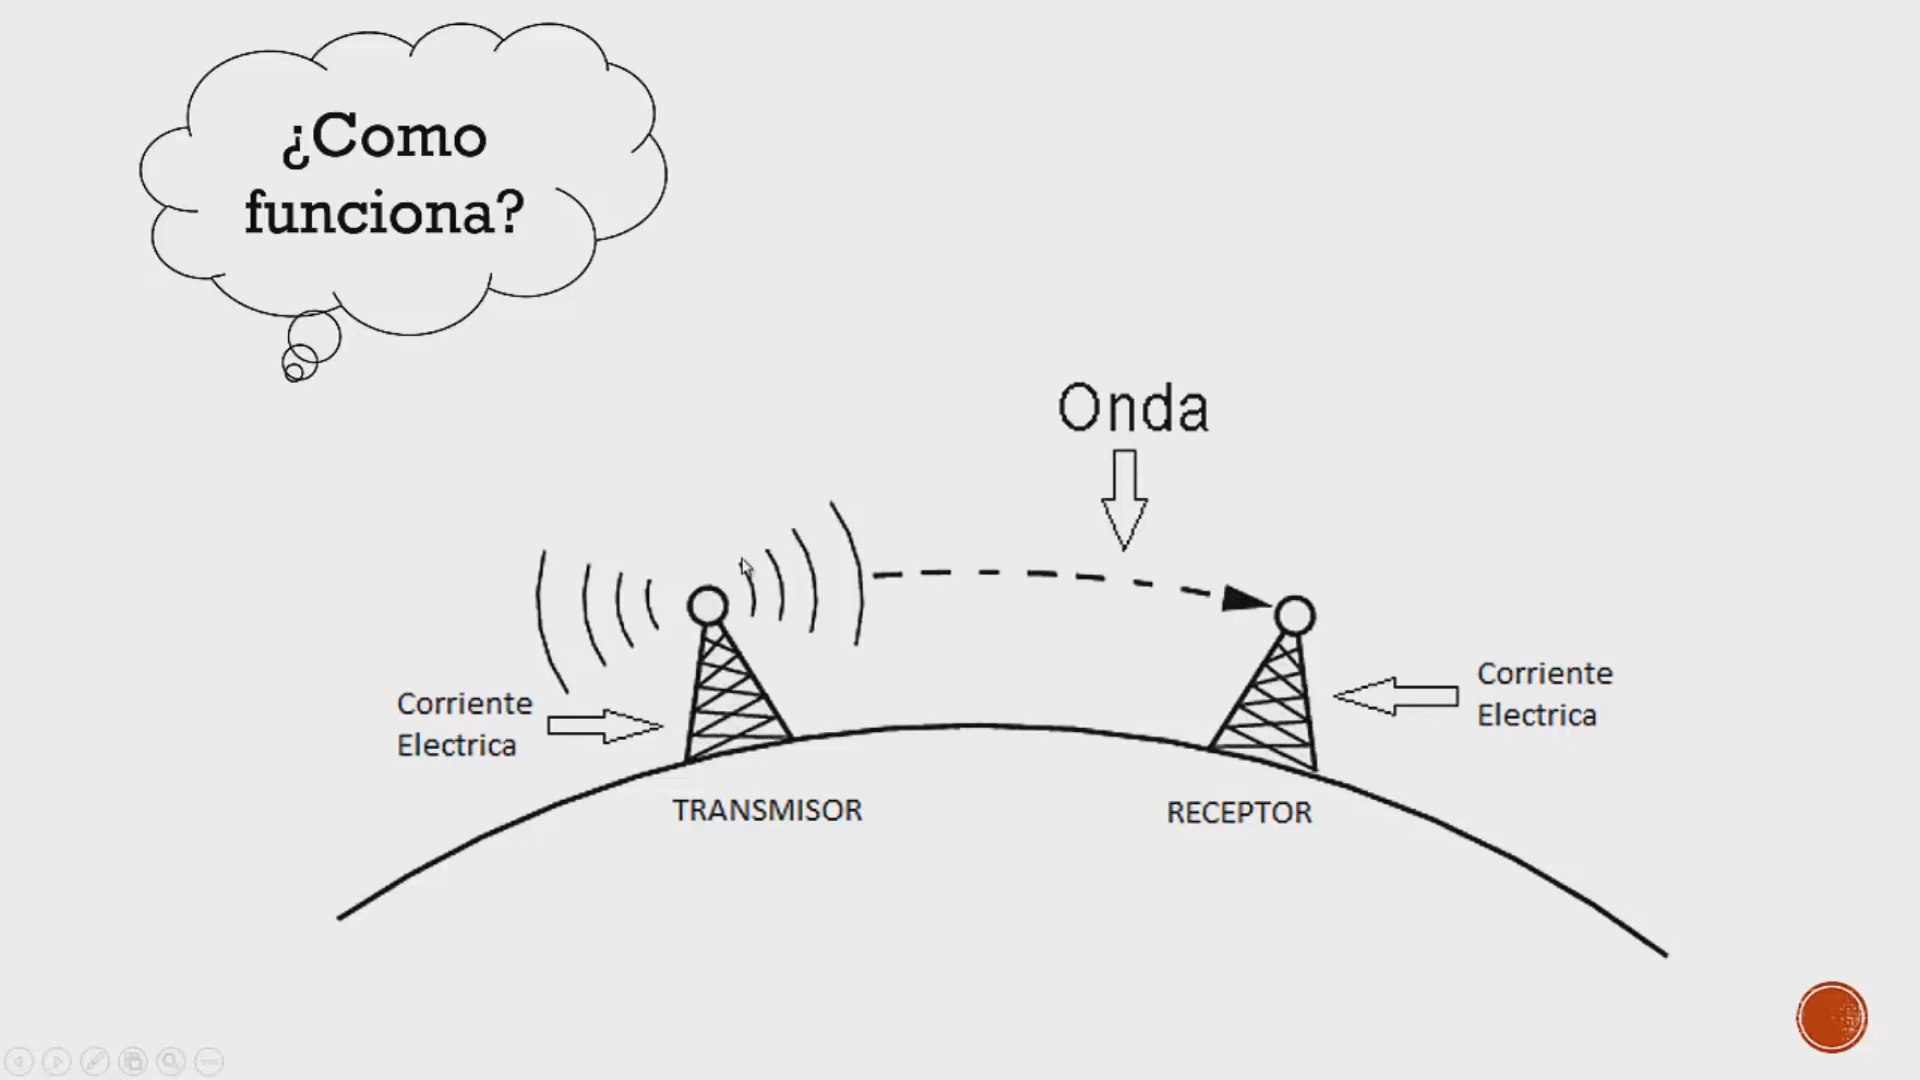 ¿Como
funciona?
Onda
Corriente
Electrica
Corriente
Electrica
TRANSMISOR
RECEPTOR